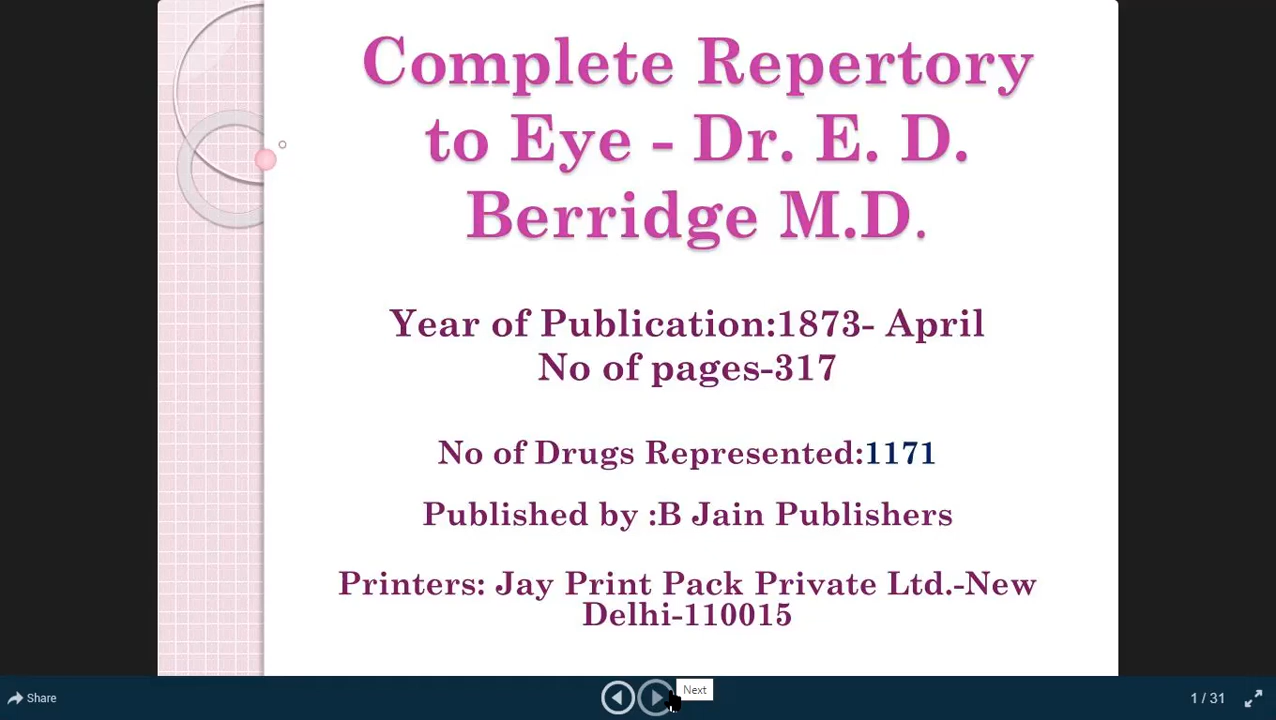 Complete Repertory
to Eye - Dr. E. D.
Berridge M.D.
Year of Publication:1873- April
No of pages-317
No of Drugs Represented:1171
Published by :B Jain Publishers
Printers: Jay Print Pack Private Ltd.-New
Delhi-110015
Next
Share
1 / 31